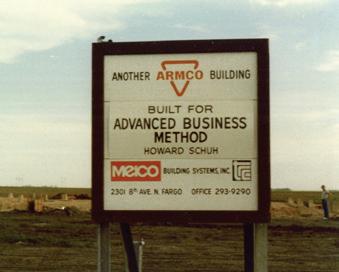 ANOTHER ARMCO BUILDING
BUILT FOR
ADVANCED BUSINESS
METHOD
HOWARD SCHUH
MEICO BUILDING SYSTEMS, INC.
2301 8th AVE. N. FARGO OFFICE 293-9290